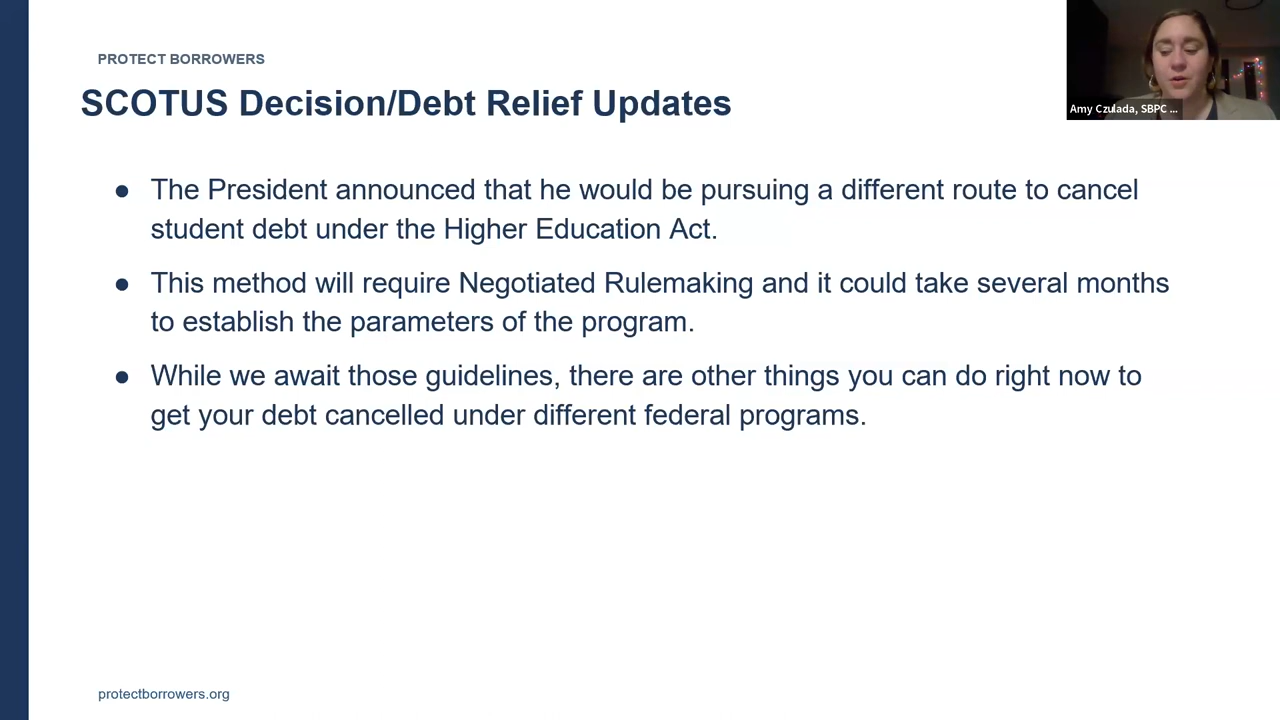 PROTECT BORROWERS
SCOTUS Decision/Debt Relief Updates
Amy Czulada, SBPC ...
● The President announced that he would be pursuing a different route to cancel
student debt under the Higher Education Act.
● This method will require Negotiated Rulemaking and it could take several months
to establish the parameters of the program.
● While we await those guidelines, there are other things you can do right now to
get your debt cancelled under different federal programs.
protectborrowers.org